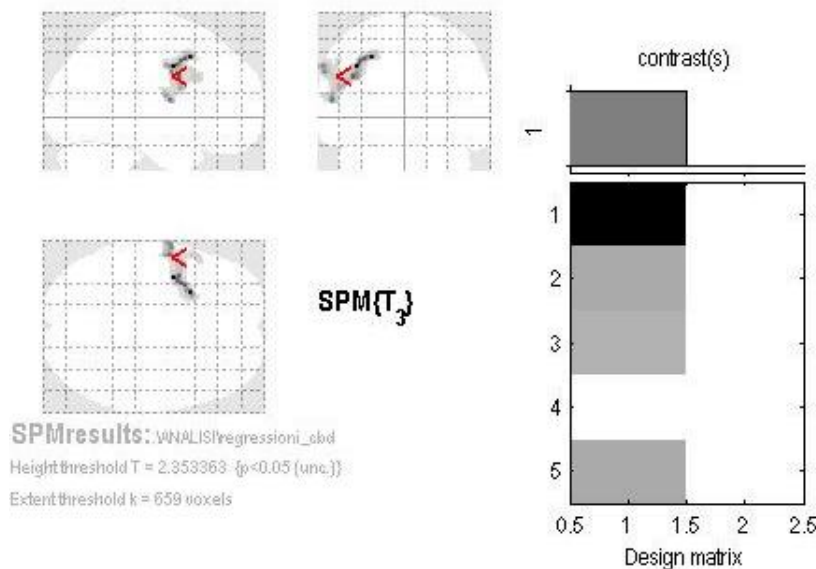 contrast(s)
1
1
2
3
4
5
0.5 1 1.5 2 2.5
Design matrix
SPM{T3}
SPMresults: .\ANALISI\regressioni_cbd
Height threshold T = 2.353363 {p<0.05 (unc.)}
Extent threshold k = 659 voxels